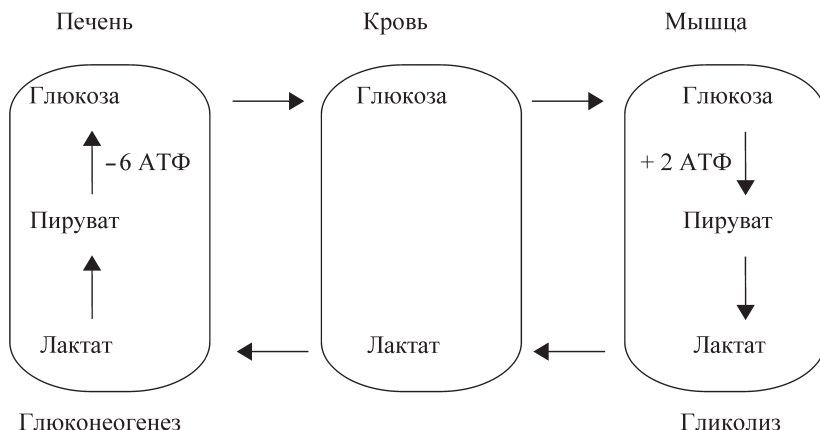 Печень Кровь Мышца
Глюкоза Глюкоза Глюкоза
−6 АТФ + 2 АТФ
Пируват Пируват
Лактат Лактат Лактат
Глюконеогенез Гликолиз